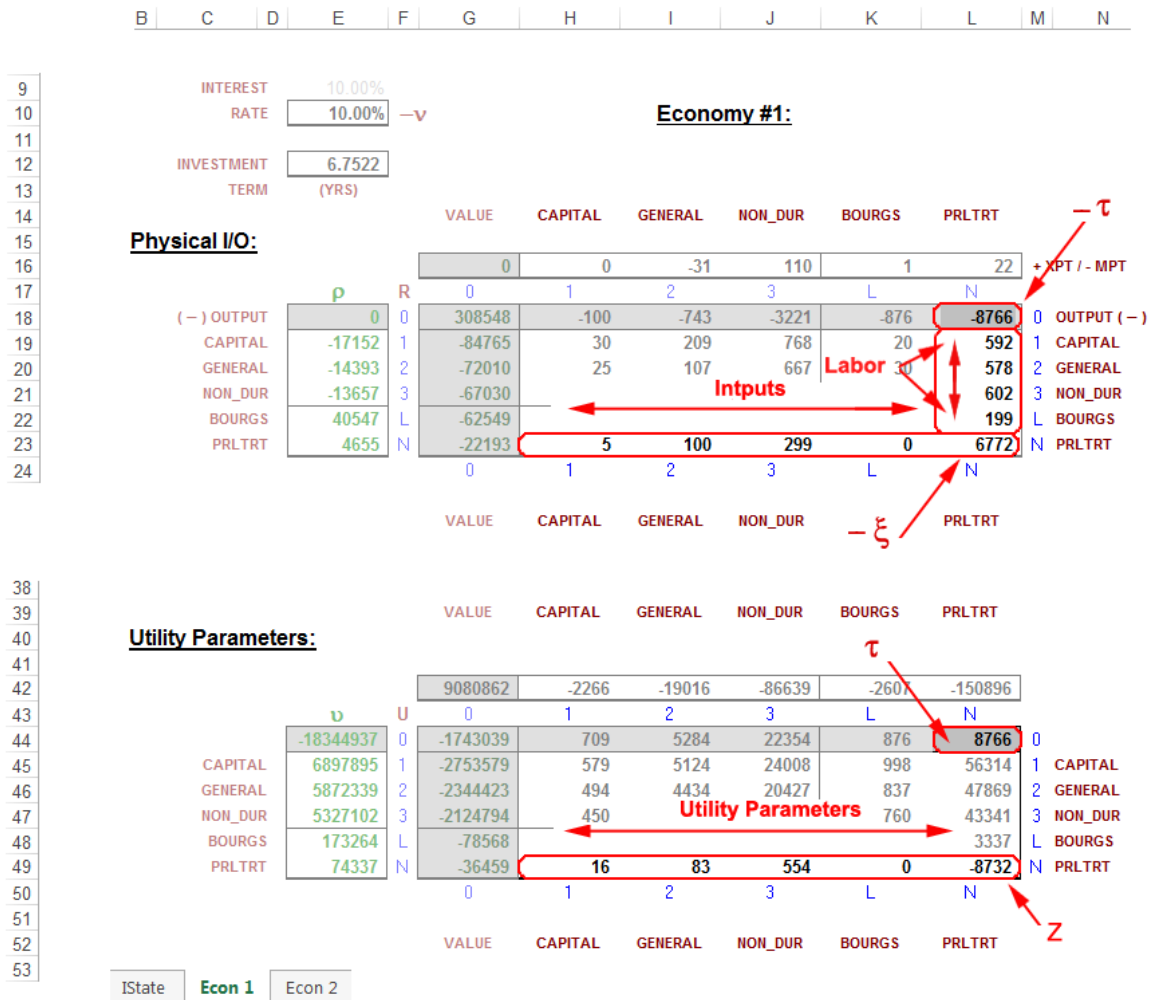 B C D E F G H I J K L M N
9 INTEREST 10.00%
10 RATE 10.00% −ν Economy #1:
11
12 INVESTMENT 6.7522
13 TERM (YRS)
14 VALUE CAPITAL GENERAL NON_DUR BOURGS PRLTRT − τ
15 Physical I/O:
16 0 0 -31 110 1 22 + XPT / - MPT
17 ρ R 0 1 2 3 L N
18 ( − ) OUTPUT 0 0 308548 -100 -743 -3221 -876 -8766 0 OUTPUT ( − )
19 CAPITAL -17152 1 -84765 30 209 768 20 592 1 CAPITAL
20 GENERAL -14393 2 -72010 25 107 667 Labor 30 578 2 GENERAL
21 NON_DUR -13657 3 -67030 Intputs 602 3 NON_DUR
22 BOURGS 40547 L -62549 199 L BOURGS
23 PRLTRT 4655 N -22193 5 100 299 0 6772 N PRLTRT
24 0 1 2 3 L N
VALUE CAPITAL GENERAL NON_DUR − ξ PRLTRT
38
39 VALUE CAPITAL GENERAL NON_DUR BOURGS PRLTRT
40 Utility Parameters: τ
41
42 9080862 -2266 -19016 -86639 -2607 -150896
43 υ U 0 1 2 3 L N
44 -18344937 0 -1743039 709 5284 22354 876 8766 0
45 CAPITAL 6897895 1 -2753579 579 5124 24008 998 56314 1 CAPITAL
46 GENERAL 5872339 2 -2344423 494 4434 20427 837 47869 2 GENERAL
47 NON_DUR 5327102 3 -2124794 450 Utility Parameters 760 43341 3 NON_DUR
48 BOURGS 173264 L -78568 3337 L BOURGS
49 PRLTRT 74337 N -36459 16 83 554 0 -8732 N PRLTRT
50 0 1 2 3 L N
51
52 VALUE CAPITAL GENERAL NON_DUR BOURGS PRLTRT Z
53
IState Econ 1 Econ 2